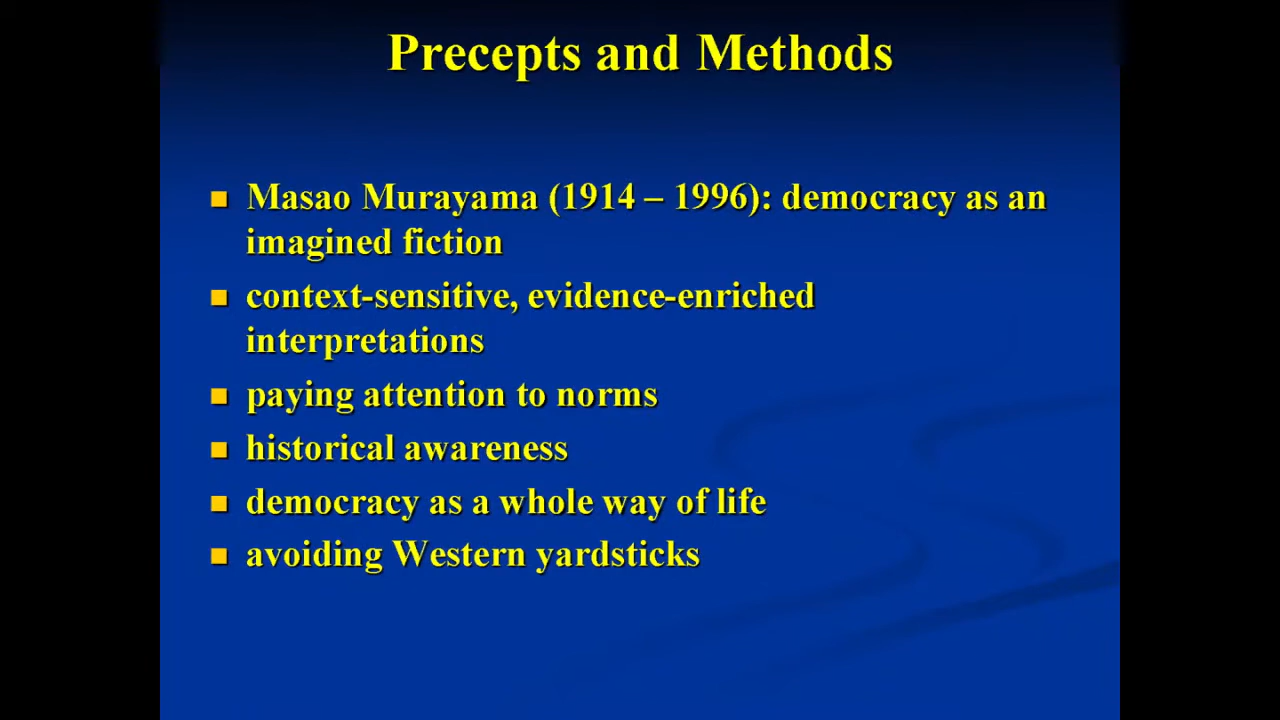 Precepts and Methods
Masao Murayama (1914 – 1996): democracy as an
imagined fiction
context-sensitive, evidence-enriched
interpretations
paying attention to norms
historical awareness
democracy as a whole way of life
avoiding Western yardsticks